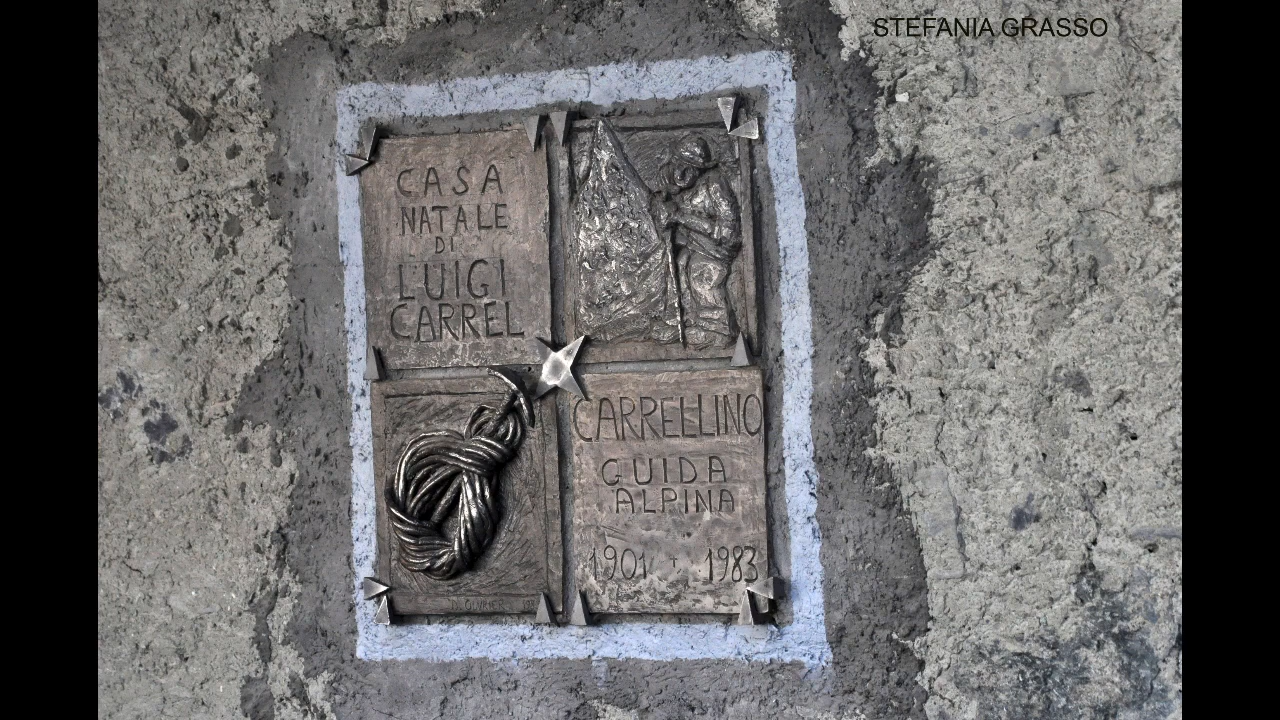 STEFANIA GRASSO
CASA
NATALE
DI
LUIGI
CARREL
CARRELLINO
GUIDA
ALPINA
1901 + 1983